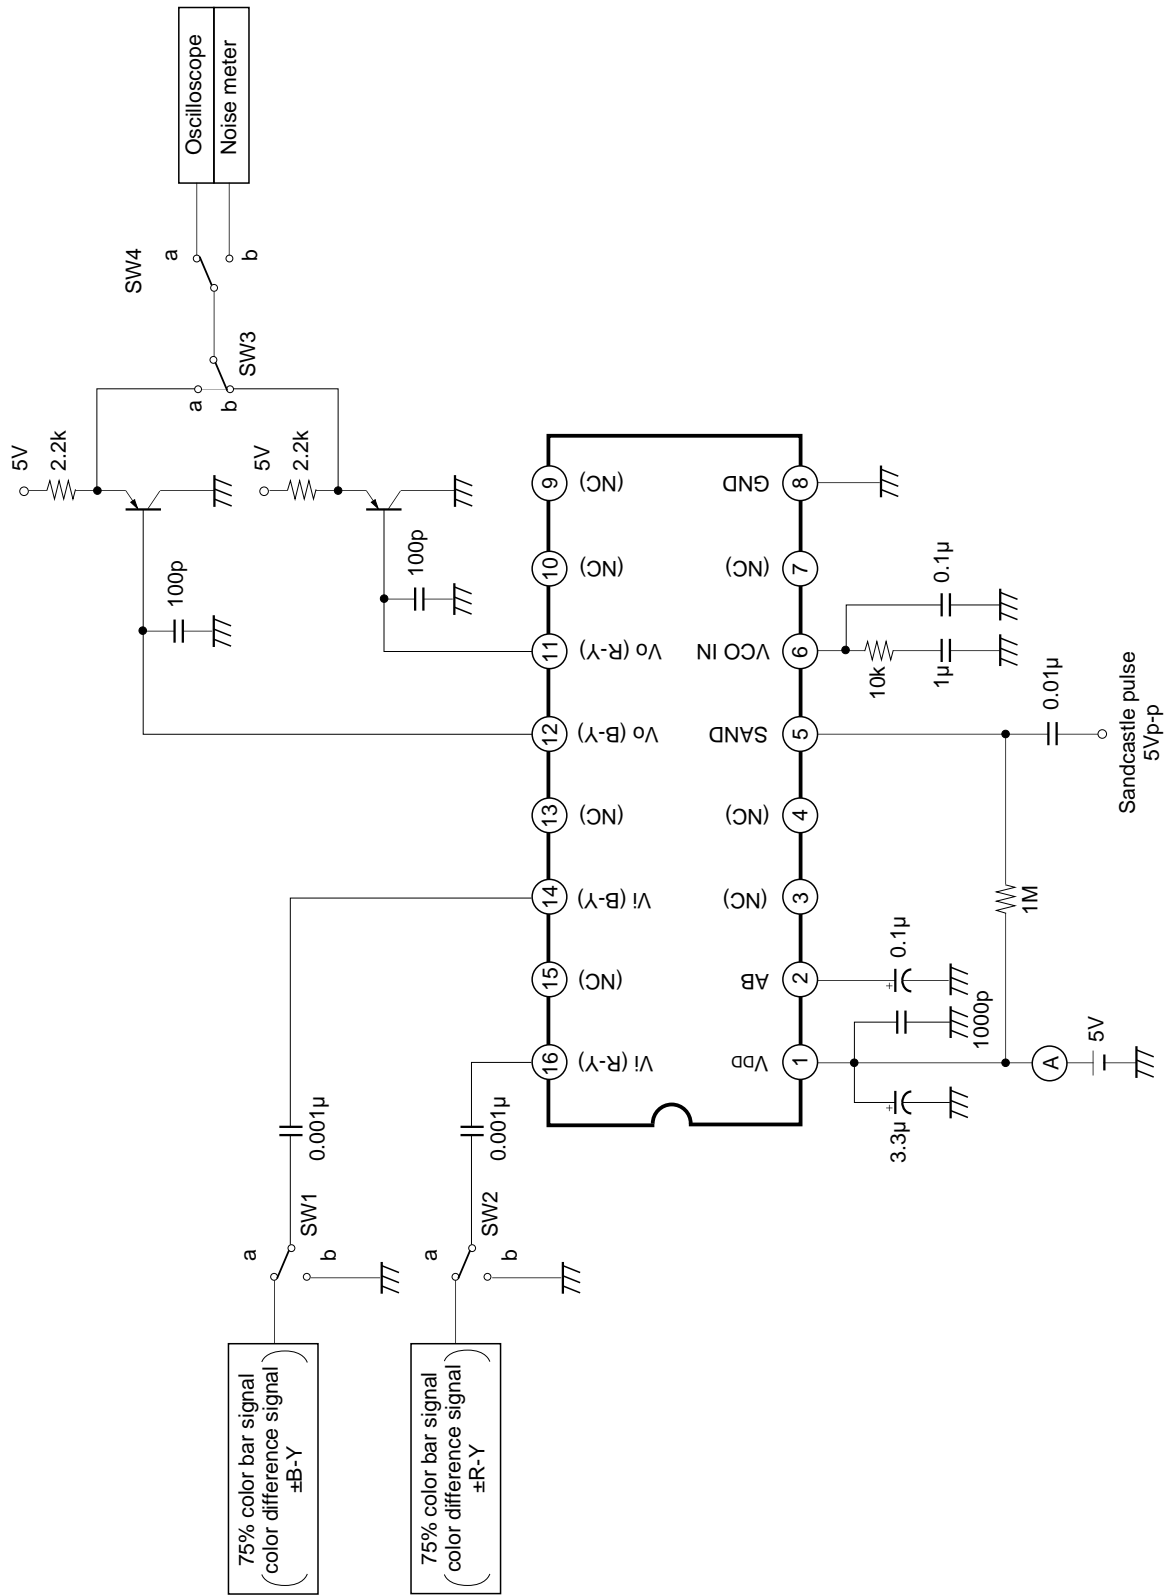 Oscilloscope
Noise meter
a
b
SW4
SW3
a
b
5V
2.2k
5V
2.2k
100p
100p
75% color bar signal
color difference signal
±B-Y
a
b
SW1
0.001µ
75% color bar signal
color difference signal
±R-Y
a
b
SW2
0.001µ
16
15
14
13
12
11
10
9
Vi (R-Y)
(NC)
Vi (B-Y)
(NC)
Vo (B-Y)
Vo (R-Y)
(NC)
(NC)
VDD
AB
(NC)
(NC)
SAND
VCO IN
(NC)
GND
1
2
3
4
5
6
7
8
3.3µ
1000p
0.1µ
A
5V
1M
0.01µ
Sandcastle pulse
5Vp-p
10k
1µ
0.1µ